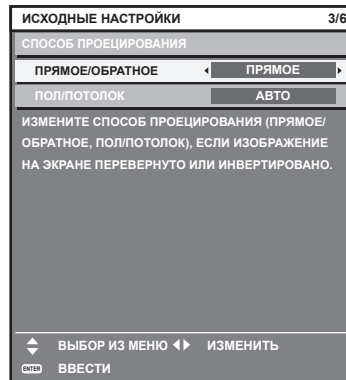 ИСХОДНЫЕ НАСТРОЙКИ 3/6
СПОСОБ ПРОЕЦИРОВАНИЯ
ПРЯМОЕ/ОБРАТНОЕ ПРЯМОЕ
ПОЛ/ПОТОЛОК АВТО
ИЗМЕНИТЕ СПОСОБ ПРОЕЦИРОВАНИЯ (ПРЯМОЕ/
ОБРАТНОЕ, ПОЛ/ПОТОЛОК), ЕСЛИ ИЗОБРАЖЕНИЕ
НА ЭКРАНЕ ПЕРЕВЕРНУТО ИЛИ ИНВЕРТИРОВАНО.
ВЫБОР ИЗ МЕНЮ ИЗМЕНИТЬ
ENTER ВВЕСТИ